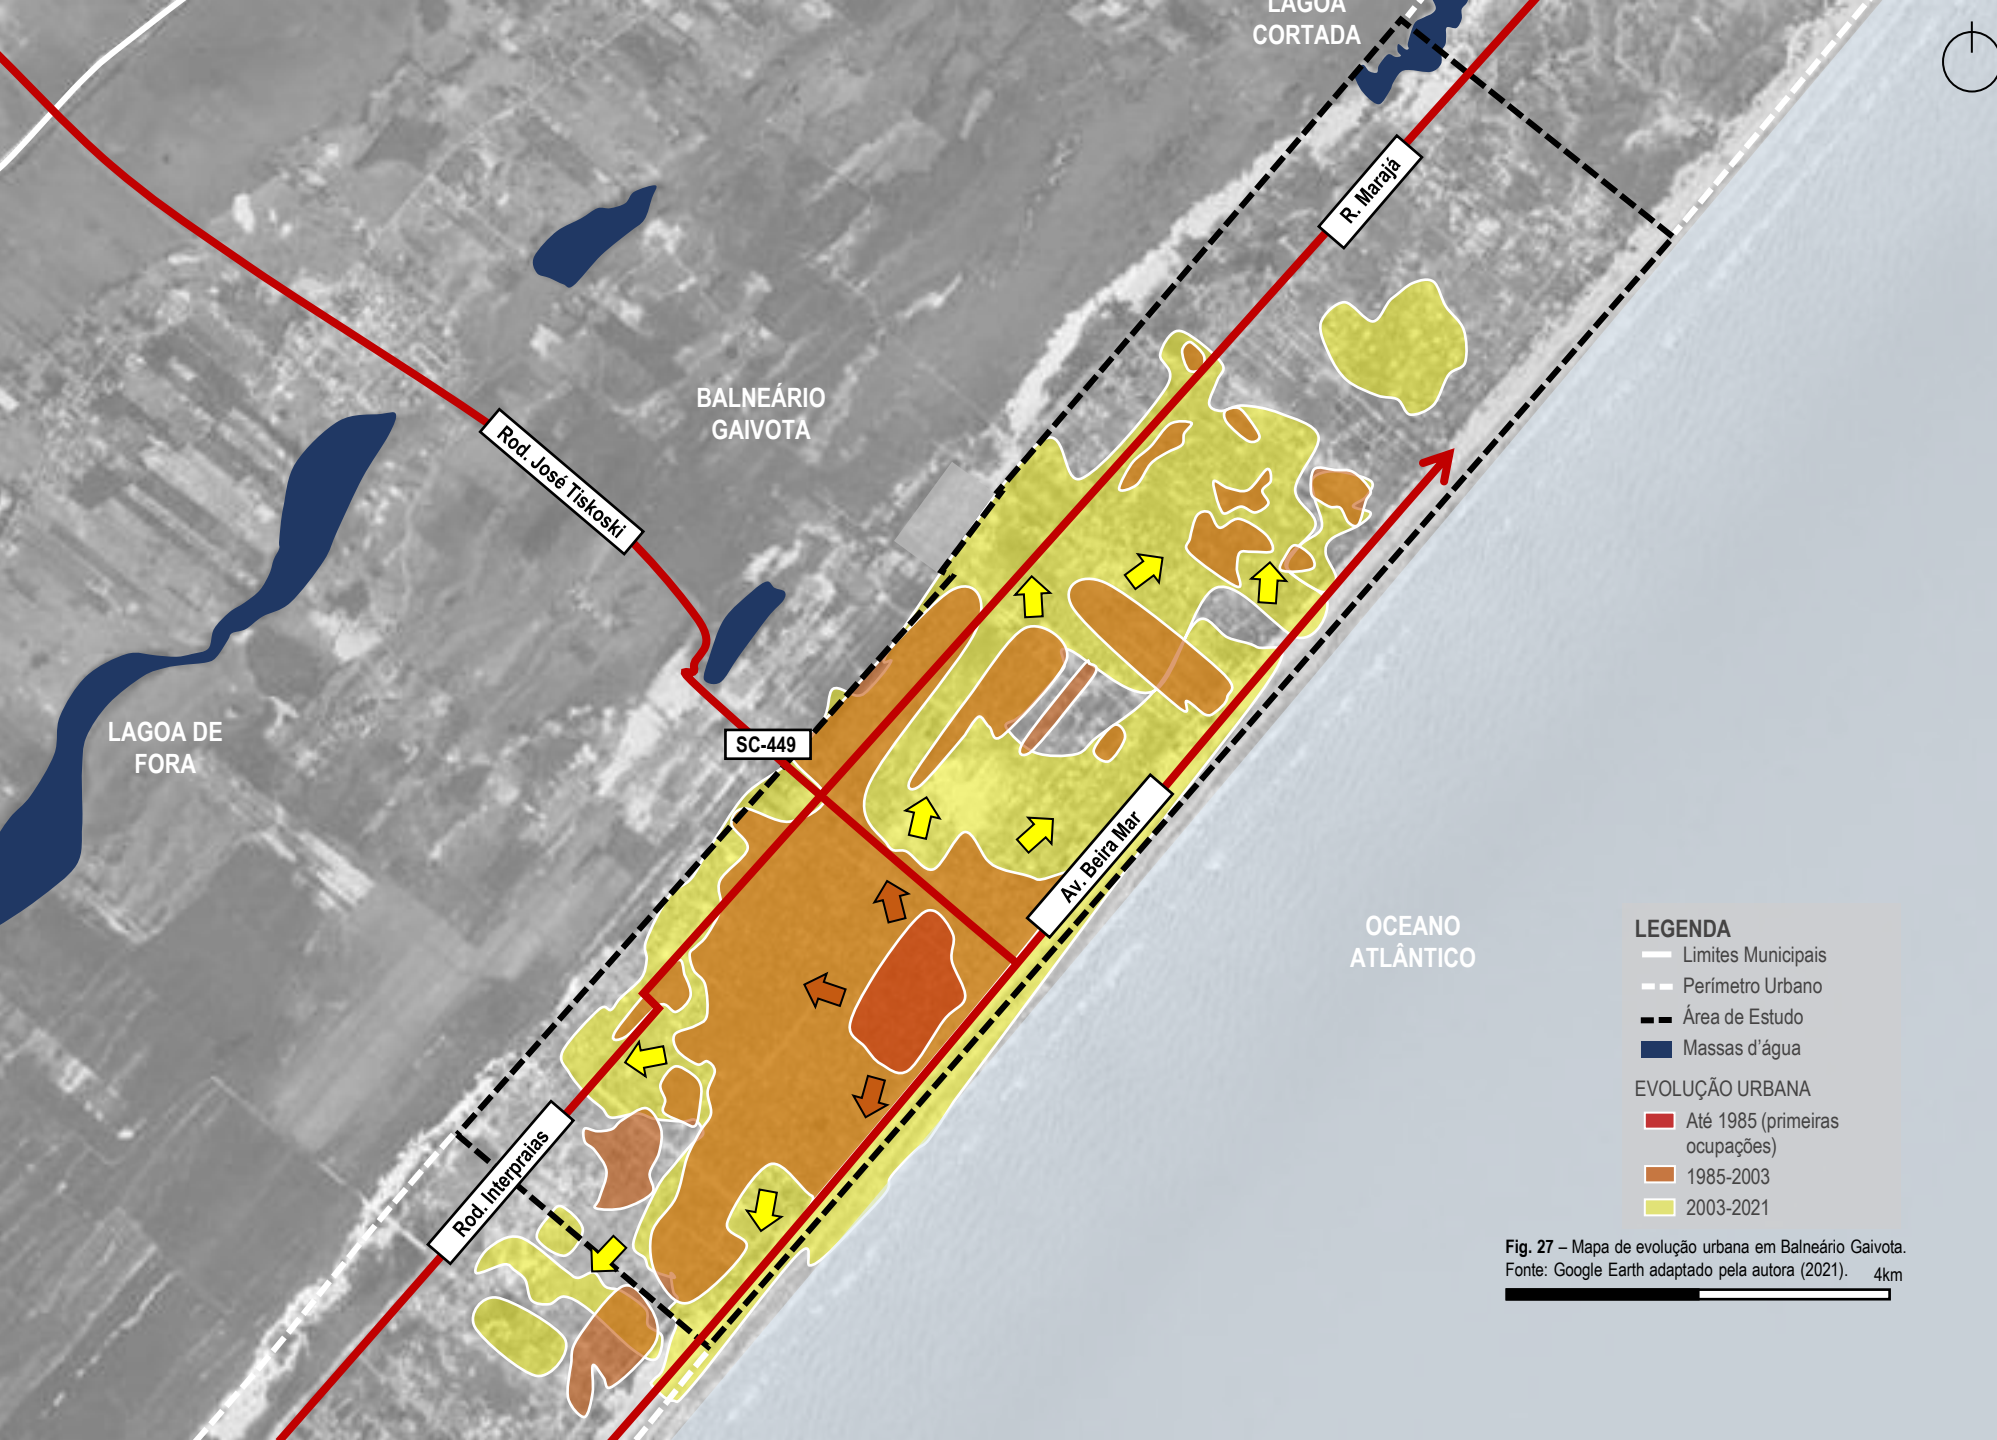 LAGOA
CORTADA
R. Marajá
BALNEÁRIO
GAIVOTA
Rod. José Tiskoski
LAGOA DE
FORA
SC-449
Av. Beira Mar
OCEANO
ATLÂNTICO
Rod. Interpraias
LEGENDA
Limites Municipais
Perímetro Urbano
Área de Estudo
Massas d'água
EVOLUÇÃO URBANA
Até 1985 (primeiras
ocupações)
1985-2003
2003-2021
Fig. 27 – Mapa de evolução urbana em Balneário Gaivota.
Fonte: Google Earth adaptado pela autora (2021).
4km